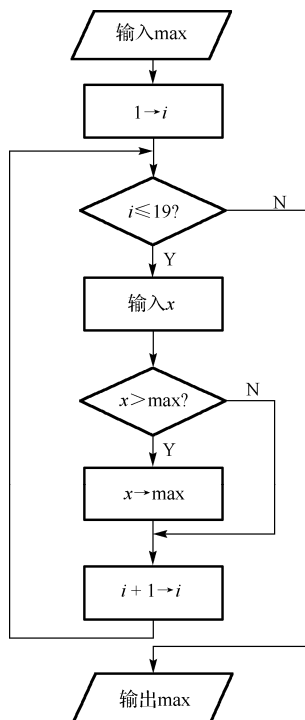 输入max
1→i
i≤19?
N
Y
输入x
x>max?
N
Y
x→max
i + 1→i
输出max